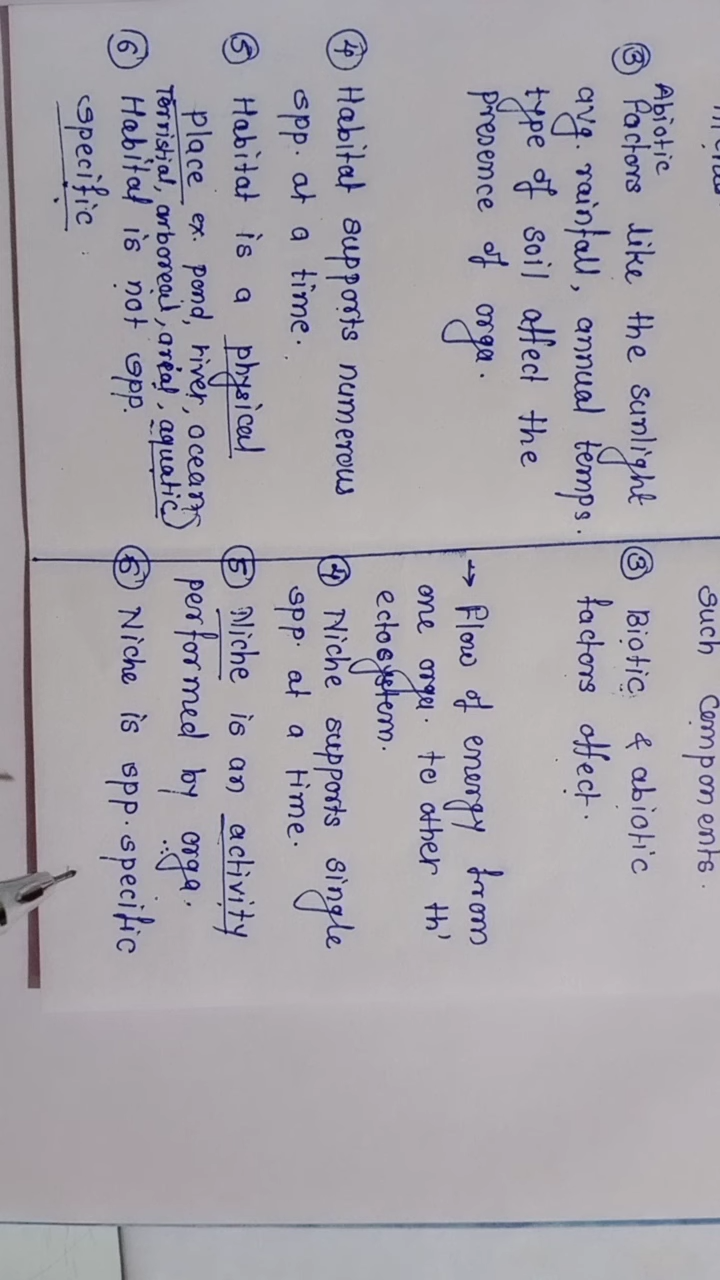 ③ Abiotic
Factors like the sunlight
avg. rainfall, annual temps.
type of soil affect the
presence of orga.
④ Habitat supports numerous
spp. at a time.
⑤ Habitat is a physical
place ex. pond, river, ocean
Terristial, arboreal, areal, aquatic)
⑥ Habitat is not spp.
specific.
such components.
③ Biotic & abiotic
factors affect.
→ Flow of energy from
one orga. to other th'
ectosystem.
④ Niche supports single
spp. at a time.
⑤ Niche is an activity
performed by orga.
⑥ Niche is spp. specific